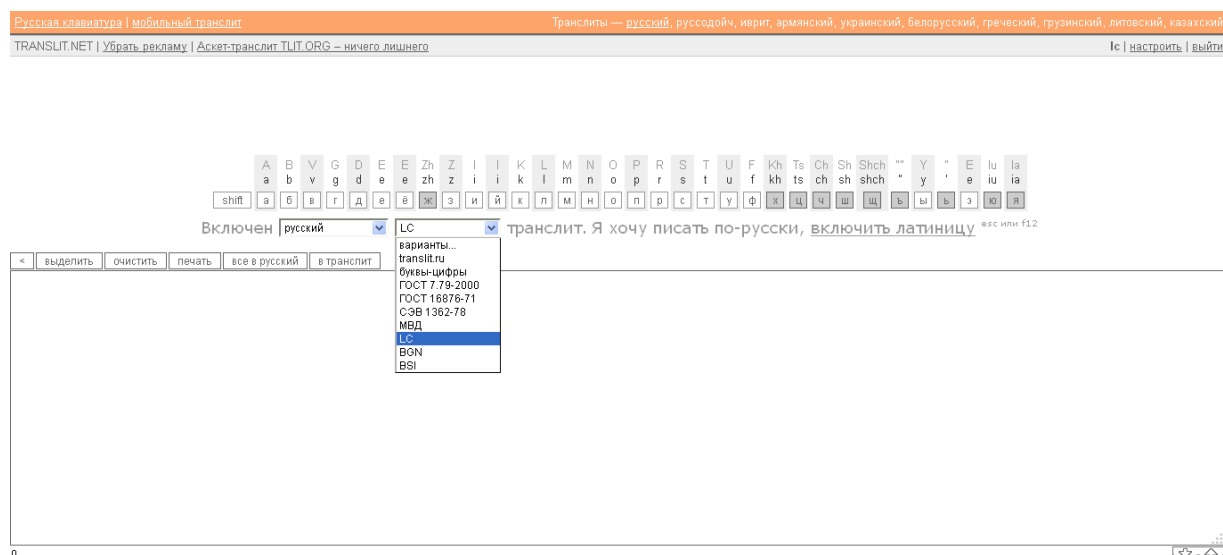 Русская клавиатура | мобильный транслит
Транслиты — русский, руссодойч, иврит, армянский, украинский, белорусский, греческий, грузинский, литовский, казахский
TRANSLIT.NET | Убрать рекламу | Аскет-транслит TLIT.ORG – ничего лишнего
lc | настроить | выйти
A B V G D E E Zh Z I I K L M N O P R S T U F Kh Ts Ch Sh Shch "" Y " E Iu Ia
a b v g d e e zh z i i k l m n o p r s t u f kh ts ch sh shch " y ' e iu ia
shift а б в г д е ё ж з и й к л м н о п р с т у ф х ц ч ш щ ъ ы ь э ю я
Включен русский LC транслит. Я хочу писать по-русски, включить латиницу esc или f12
варианты...
translit.ru
буквы-цифры
ГОСТ 7.79-2000
ГОСТ 16876-71
СЭВ 1362-78
МВД
LC
BGN
BSI
< выделить очистить печать все в русский в транслит
0